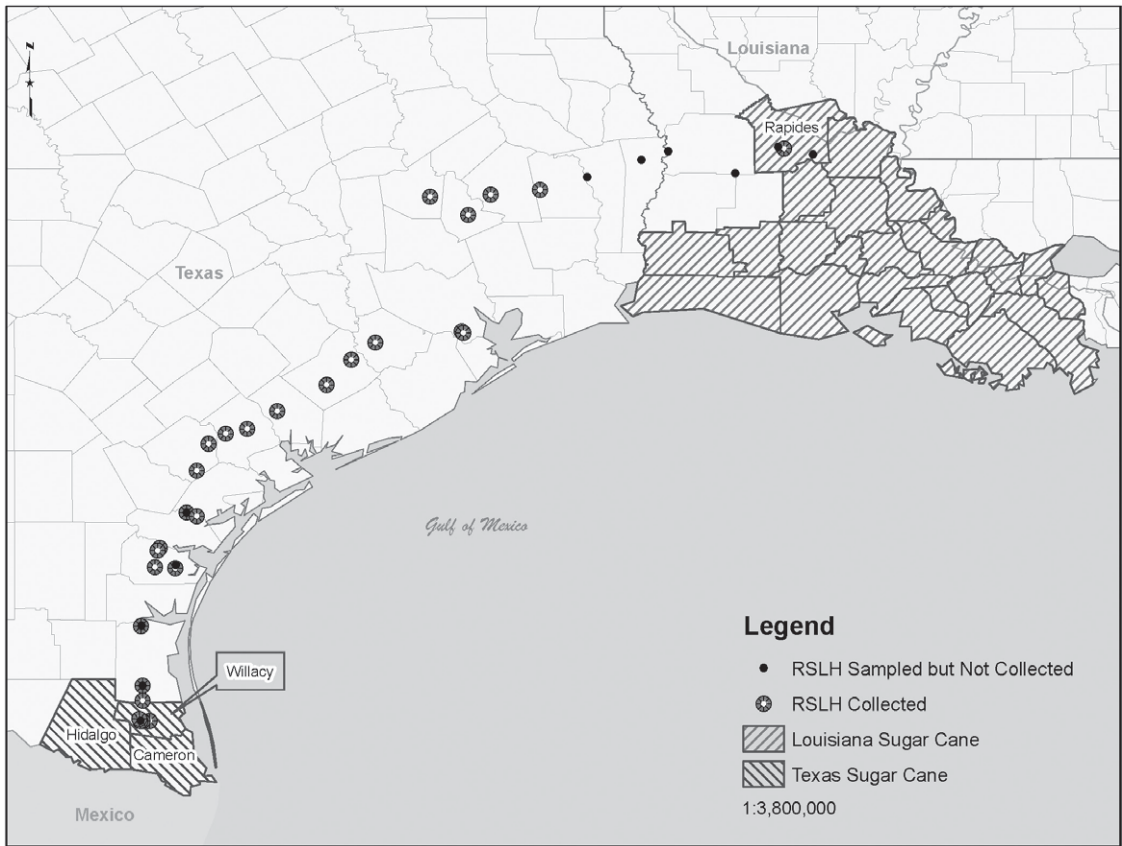 N
Louisiana
Rapides
Texas
Gulf of Mexico
Willacy
Hidalgo
Cameron
Mexico
Legend
RSLH Sampled but Not Collected
RSLH Collected
Louisiana Sugar Cane
Texas Sugar Cane
1:3,800,000